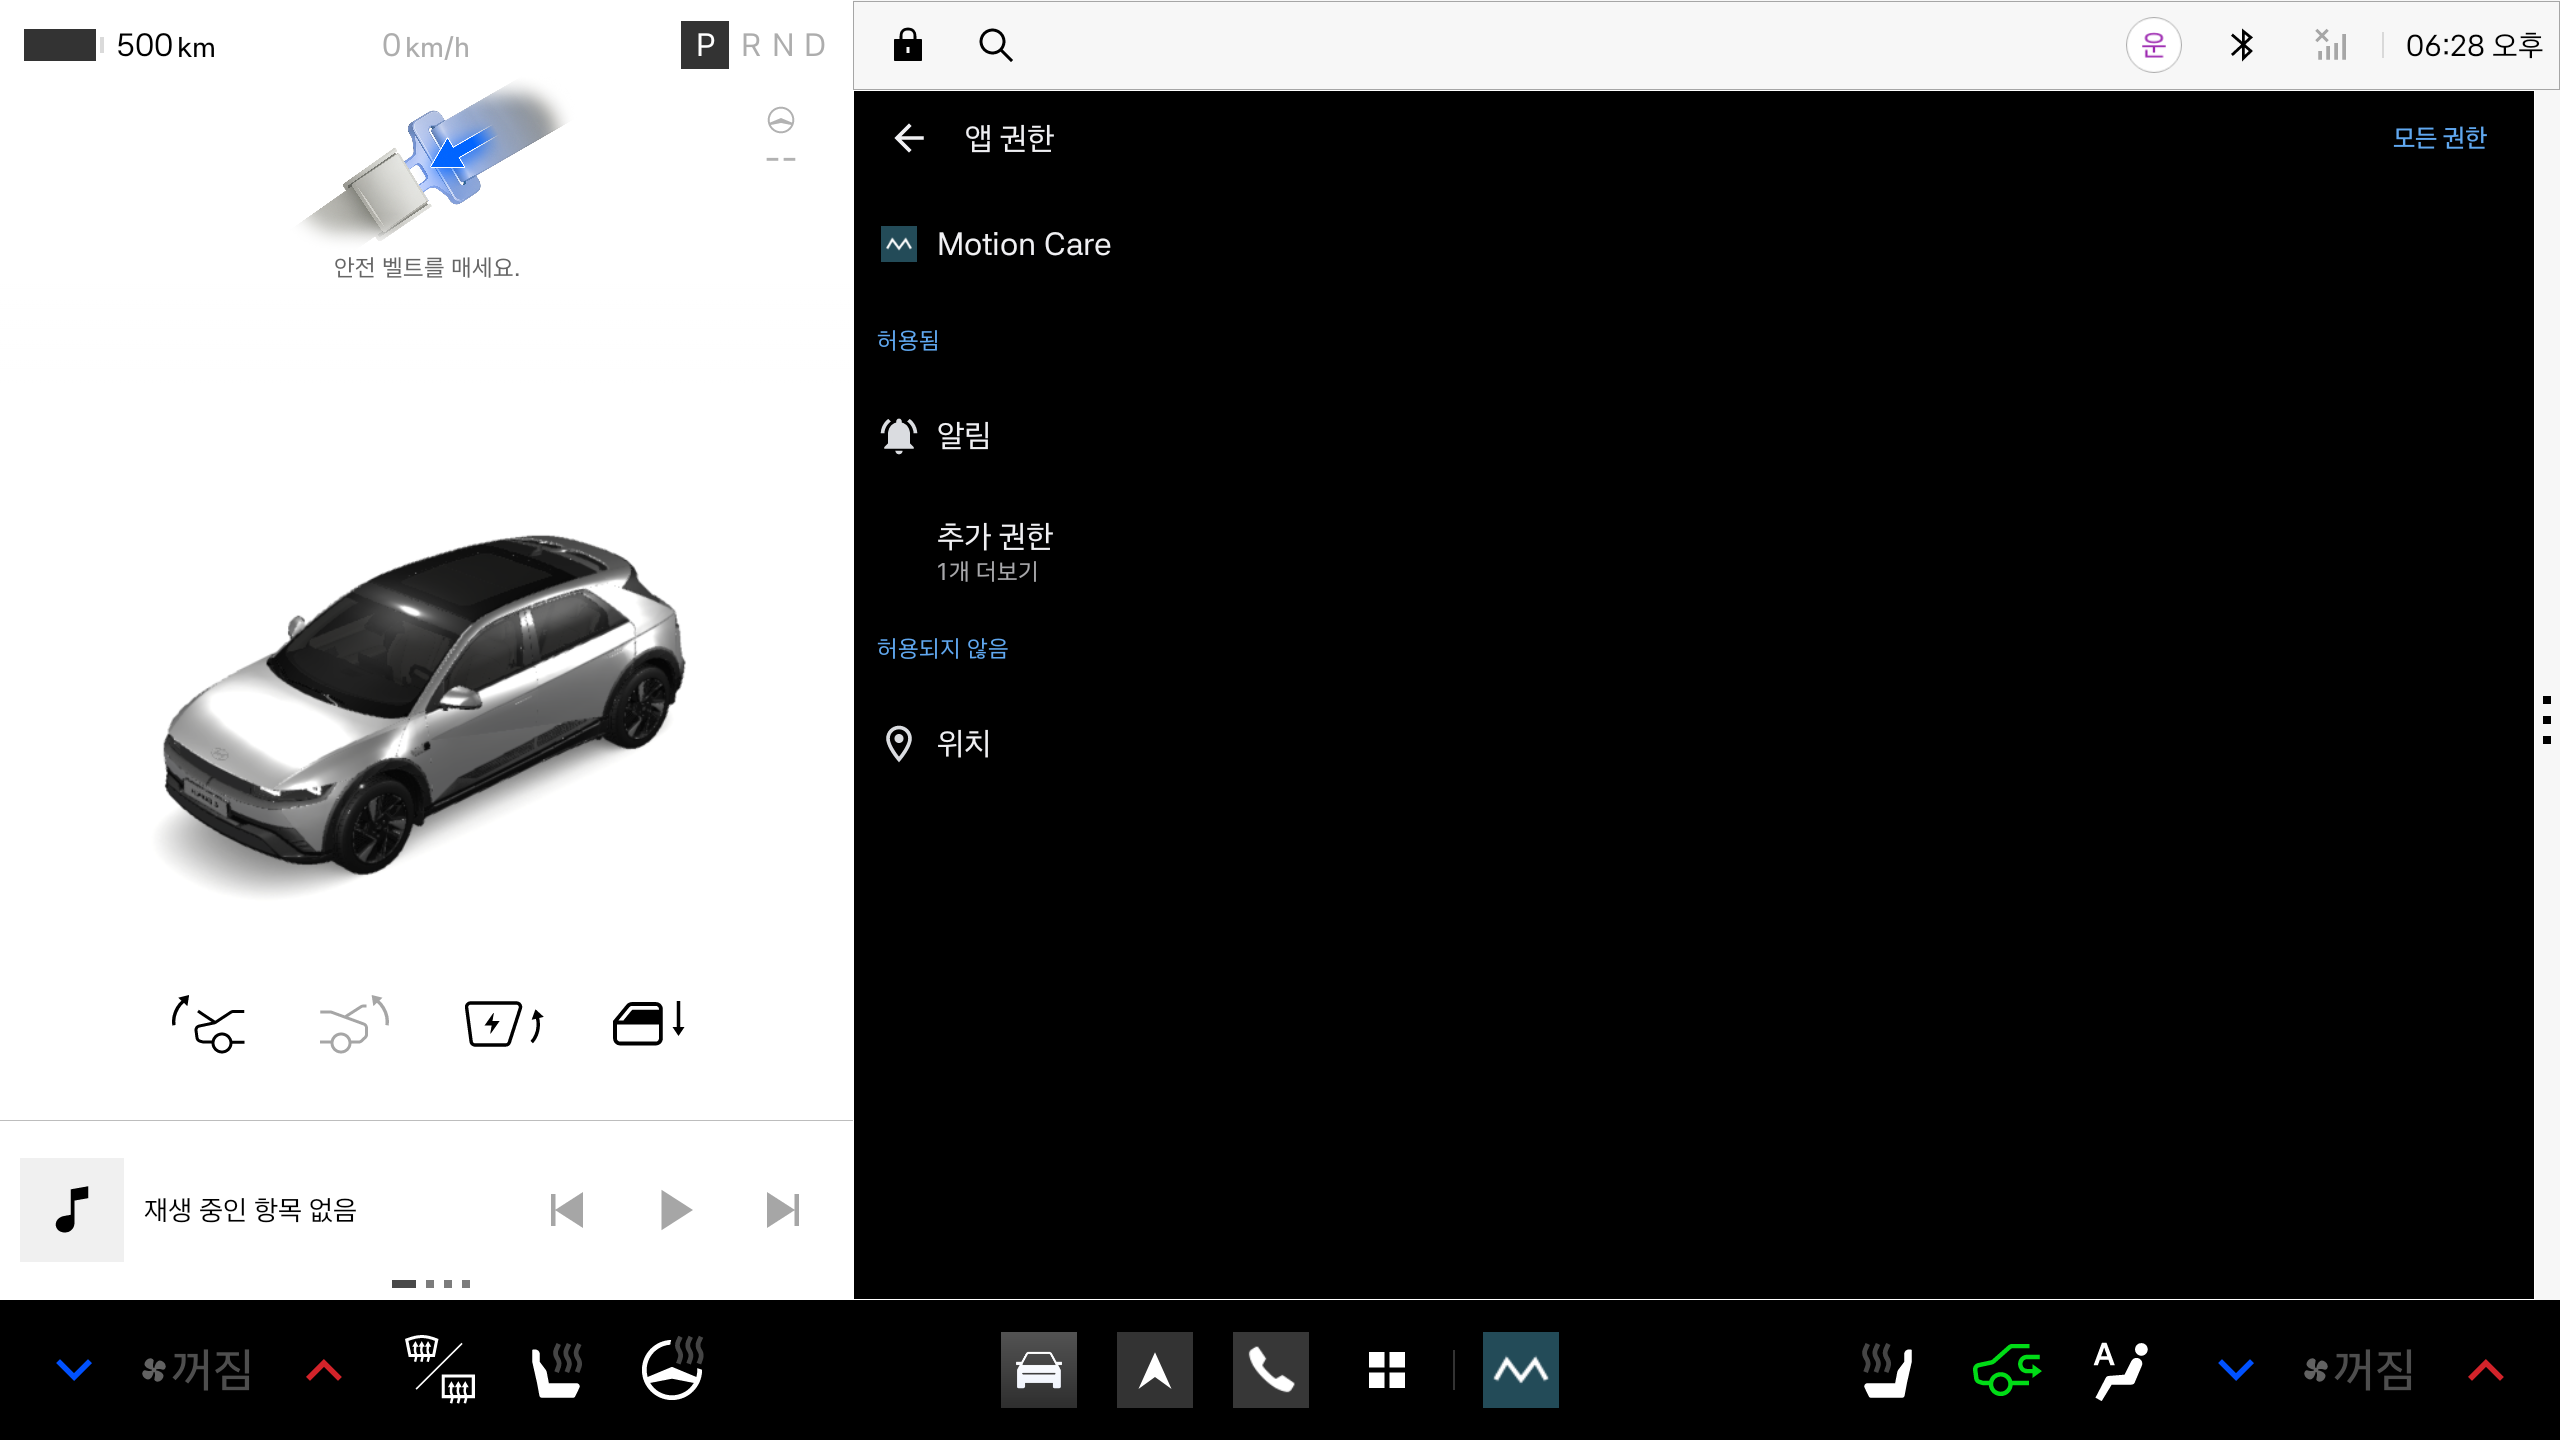 500 km
0 km/h
P R N D
운
06:28 오후
안전 벨트를 매세요.
앱 권한
모든 권한
Motion Care
허용됨
알림
추가 권한
1개 더보기
허용되지 않음
위치
재생 중인 항목 없음
꺼짐
A
꺼짐